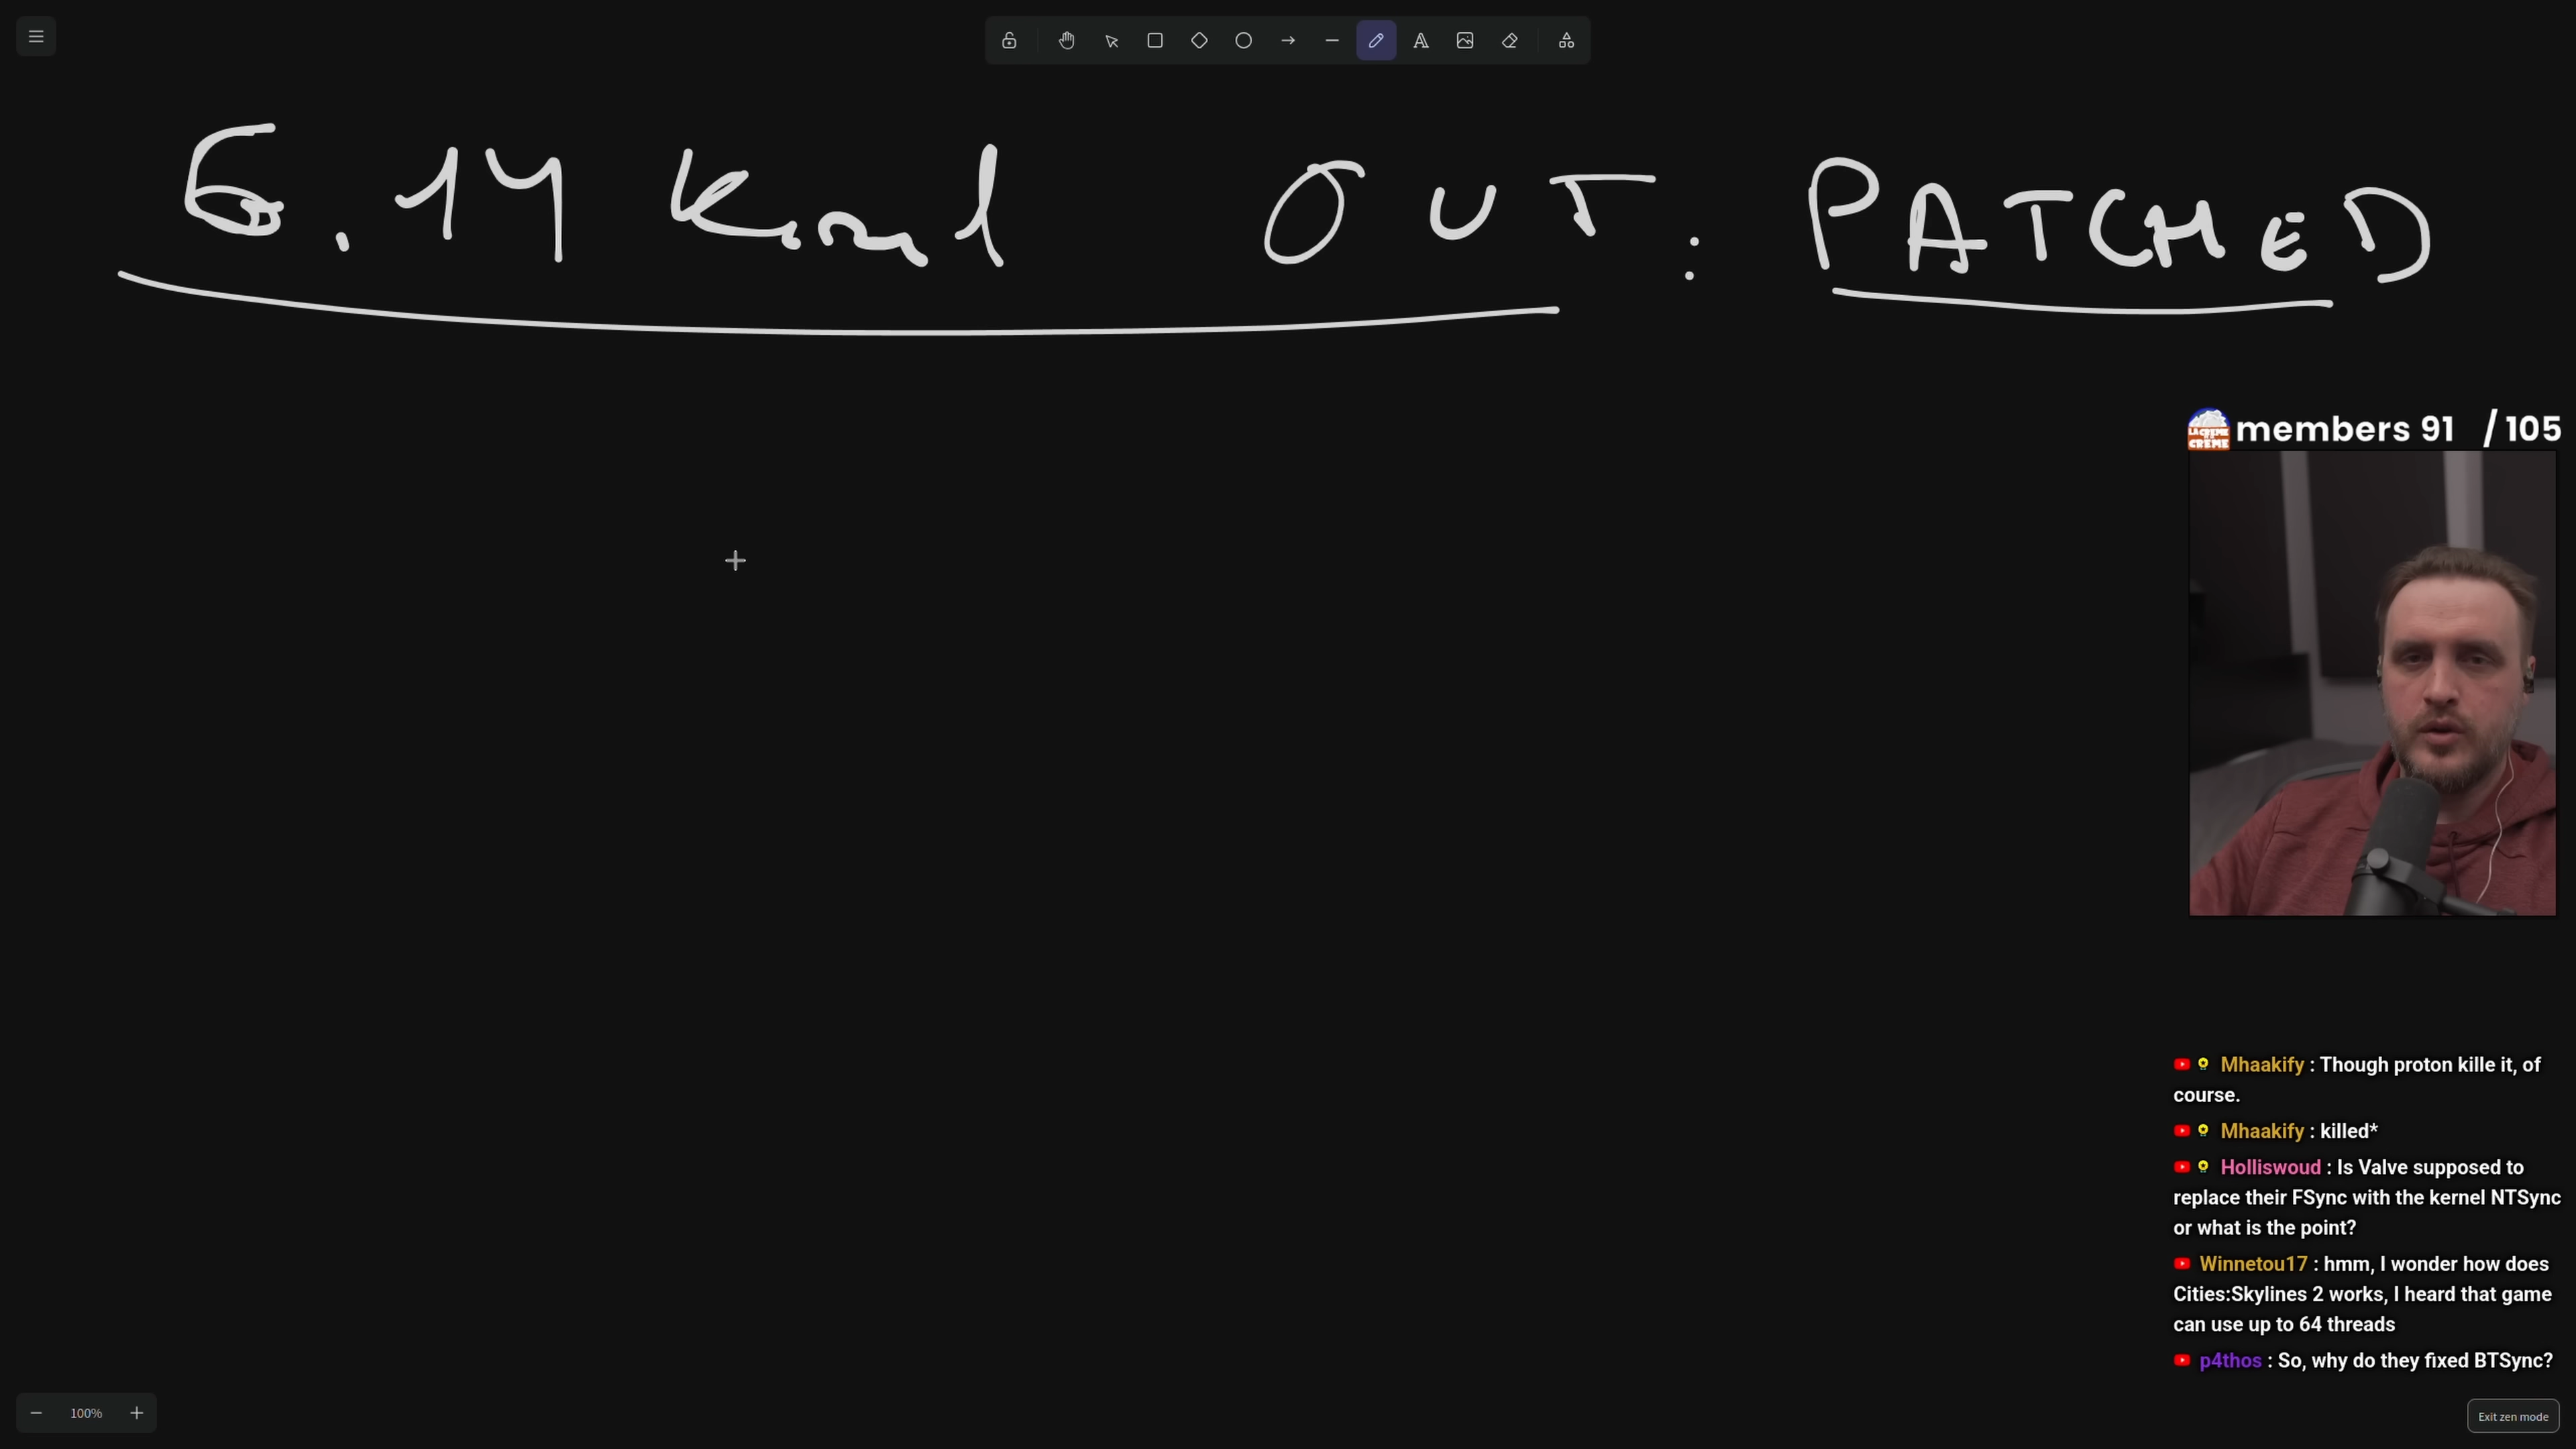 6.14 Kernel OUT : PATCHED
LA CREME
CREME
members 91 / 105
Mhaakify : Though proton kille it, of
course.
Mhaakify : killed*
Holliswoud : Is Valve supposed to
replace their FSync with the kernel NTSync
or what is the point?
Winnetou17 : hmm, I wonder how does
Cities:Skylines 2 works, I heard that game
can use up to 64 threads
p4thos : So, why do they fixed BTSync?
100%
Exit zen mode